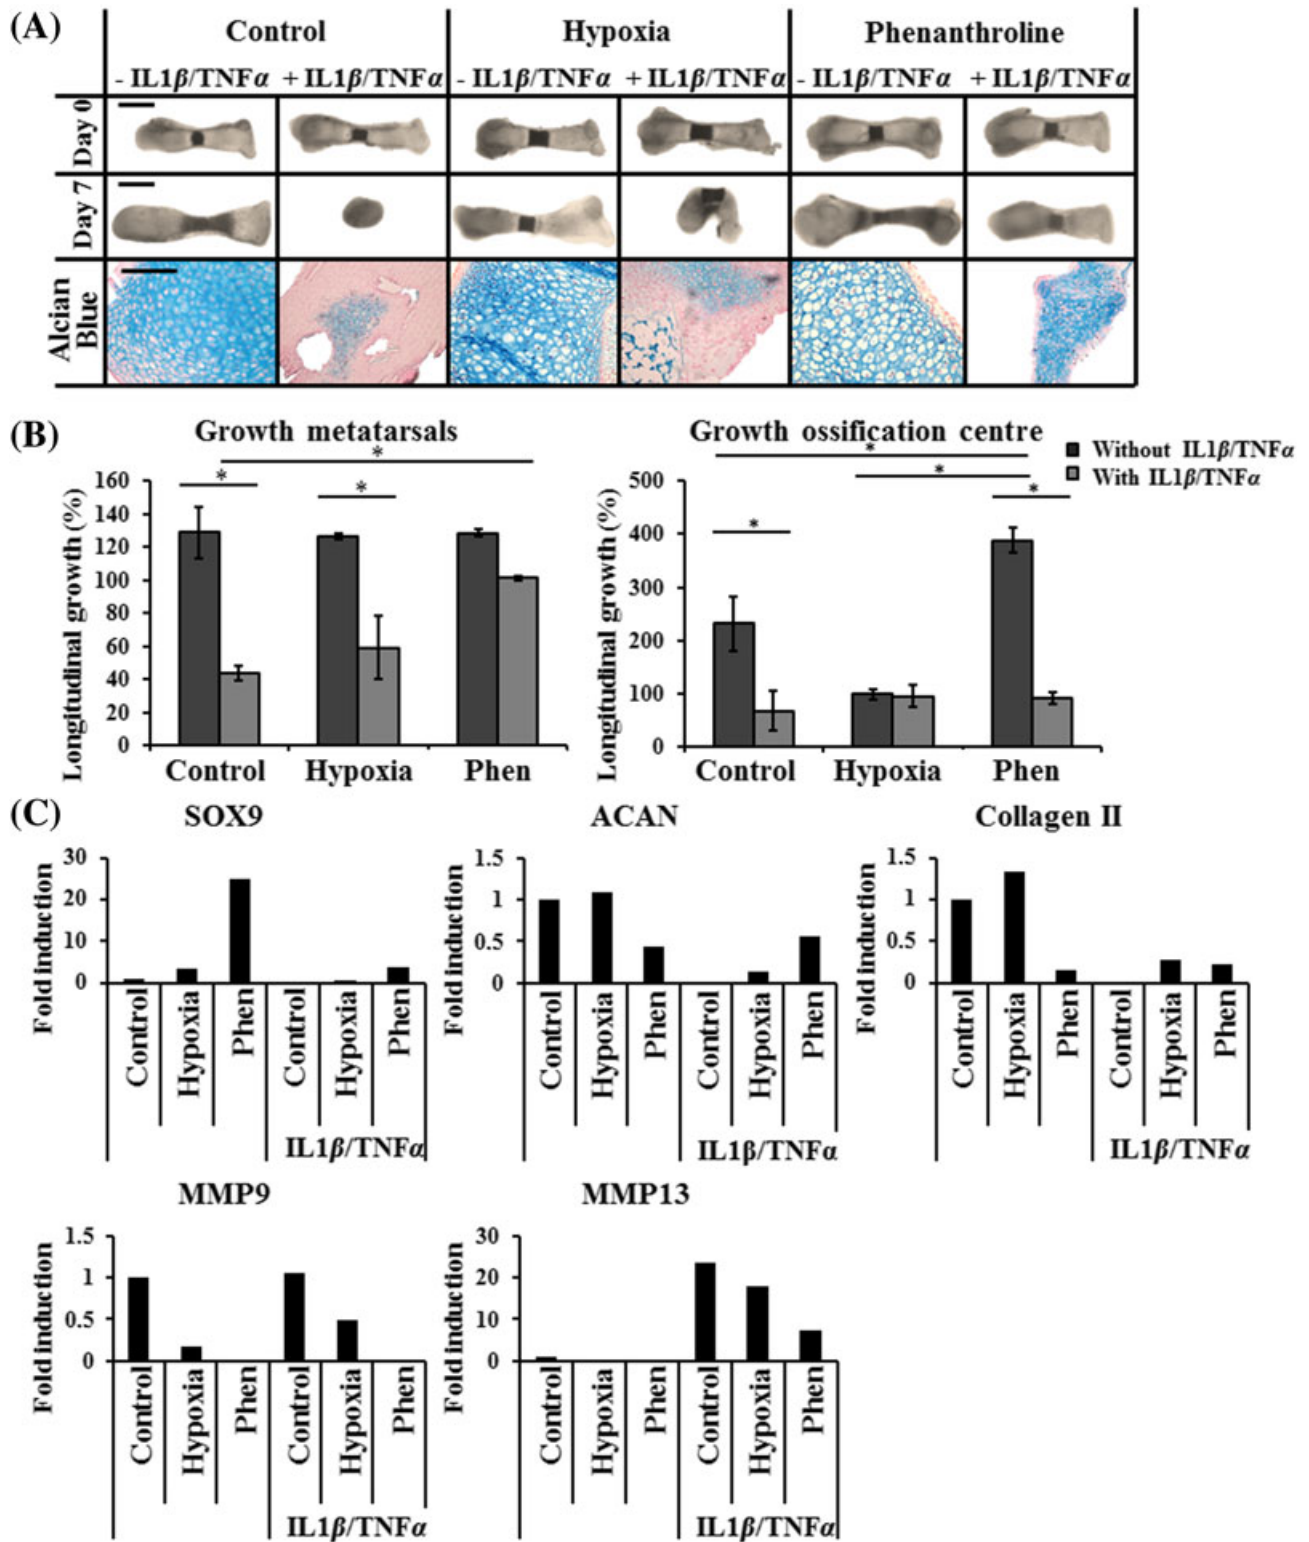 (A)
Control Hypoxia Phenanthroline
- IL1β/TNFα + IL1β/TNFα - IL1β/TNFα + IL1β/TNFα - IL1β/TNFα + IL1β/TNFα
Day 0
Day 7
Alcian
Blue
(B)
Growth metatarsals
Longitudinal growth (%)
160
140
120
100
80
60
40
20
0
* * *
Control Hypoxia Phen
Growth ossification centre
Longitudinal growth (%)
500
400
300
200
100
0
* * * *
Control Hypoxia Phen
Without IL1β/TNFα
With IL1β/TNFα
(C)
SOX9
Fold induction
30
20
10
0
Control Hypoxia Phen Control Hypoxia Phen
IL1β/TNFα
ACAN
Fold induction
1.5
1
0.5
0
Control Hypoxia Phen Control Hypoxia Phen
IL1β/TNFα
Collagen II
Fold induction
1.5
1
0.5
0
Control Hypoxia Phen Control Hypoxia Phen
IL1β/TNFα
MMP9
Fold induction
1.5
1
0.5
0
Control Hypoxia Phen Control Hypoxia Phen
IL1β/TNFα
MMP13
Fold induction
30
20
10
0
Control Hypoxia Phen Control Hypoxia Phen
IL1β/TNFα